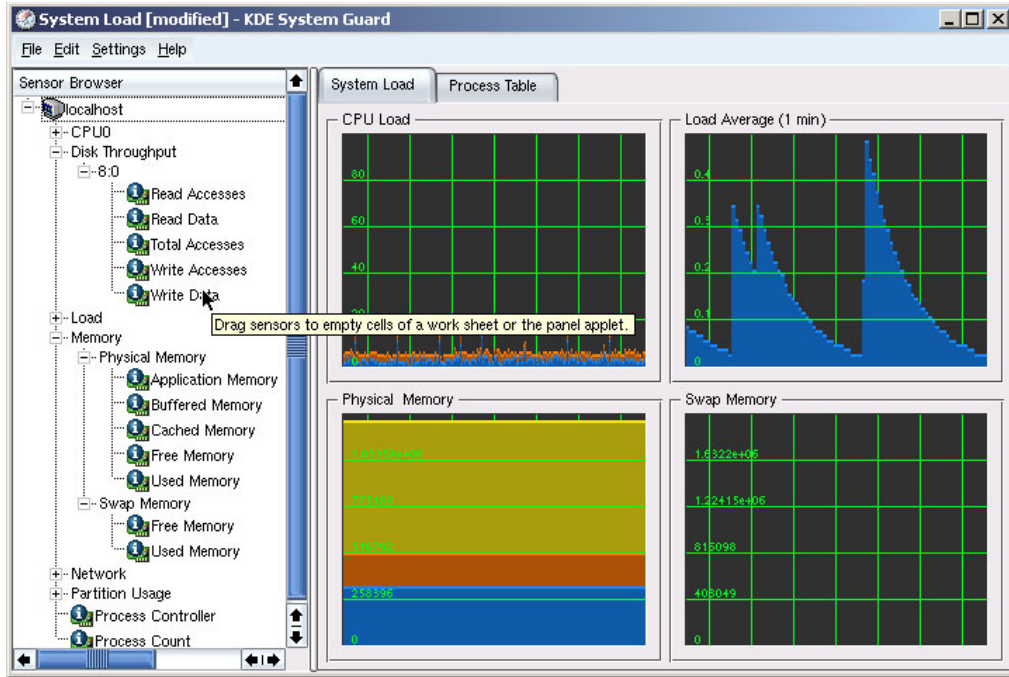 System Load [modified] - KDE System Guard
File Edit Settings Help
Sensor Browser
localhost
CPU0
Disk Throughput
8:0
Read Accesses
Read Data
Total Accesses
Write Accesses
Write Data
Load
Drag sensors to empty cells of a work sheet or the panel applet.
Memory
Physical Memory
Application Memory
Buffered Memory
Cached Memory
Free Memory
Used Memory
Swap Memory
Free Memory
Used Memory
Network
Partition Usage
Process Controller
Process Count
System Load
Process Table
CPU Load
80
60
40
20
0
Load Average (1 min)
0.4
0.3
0.2
0.1
0
Physical Memory
516792
258396
0
Swap Memory
1.6322e+06
1.22415e+06
816098
408049
0